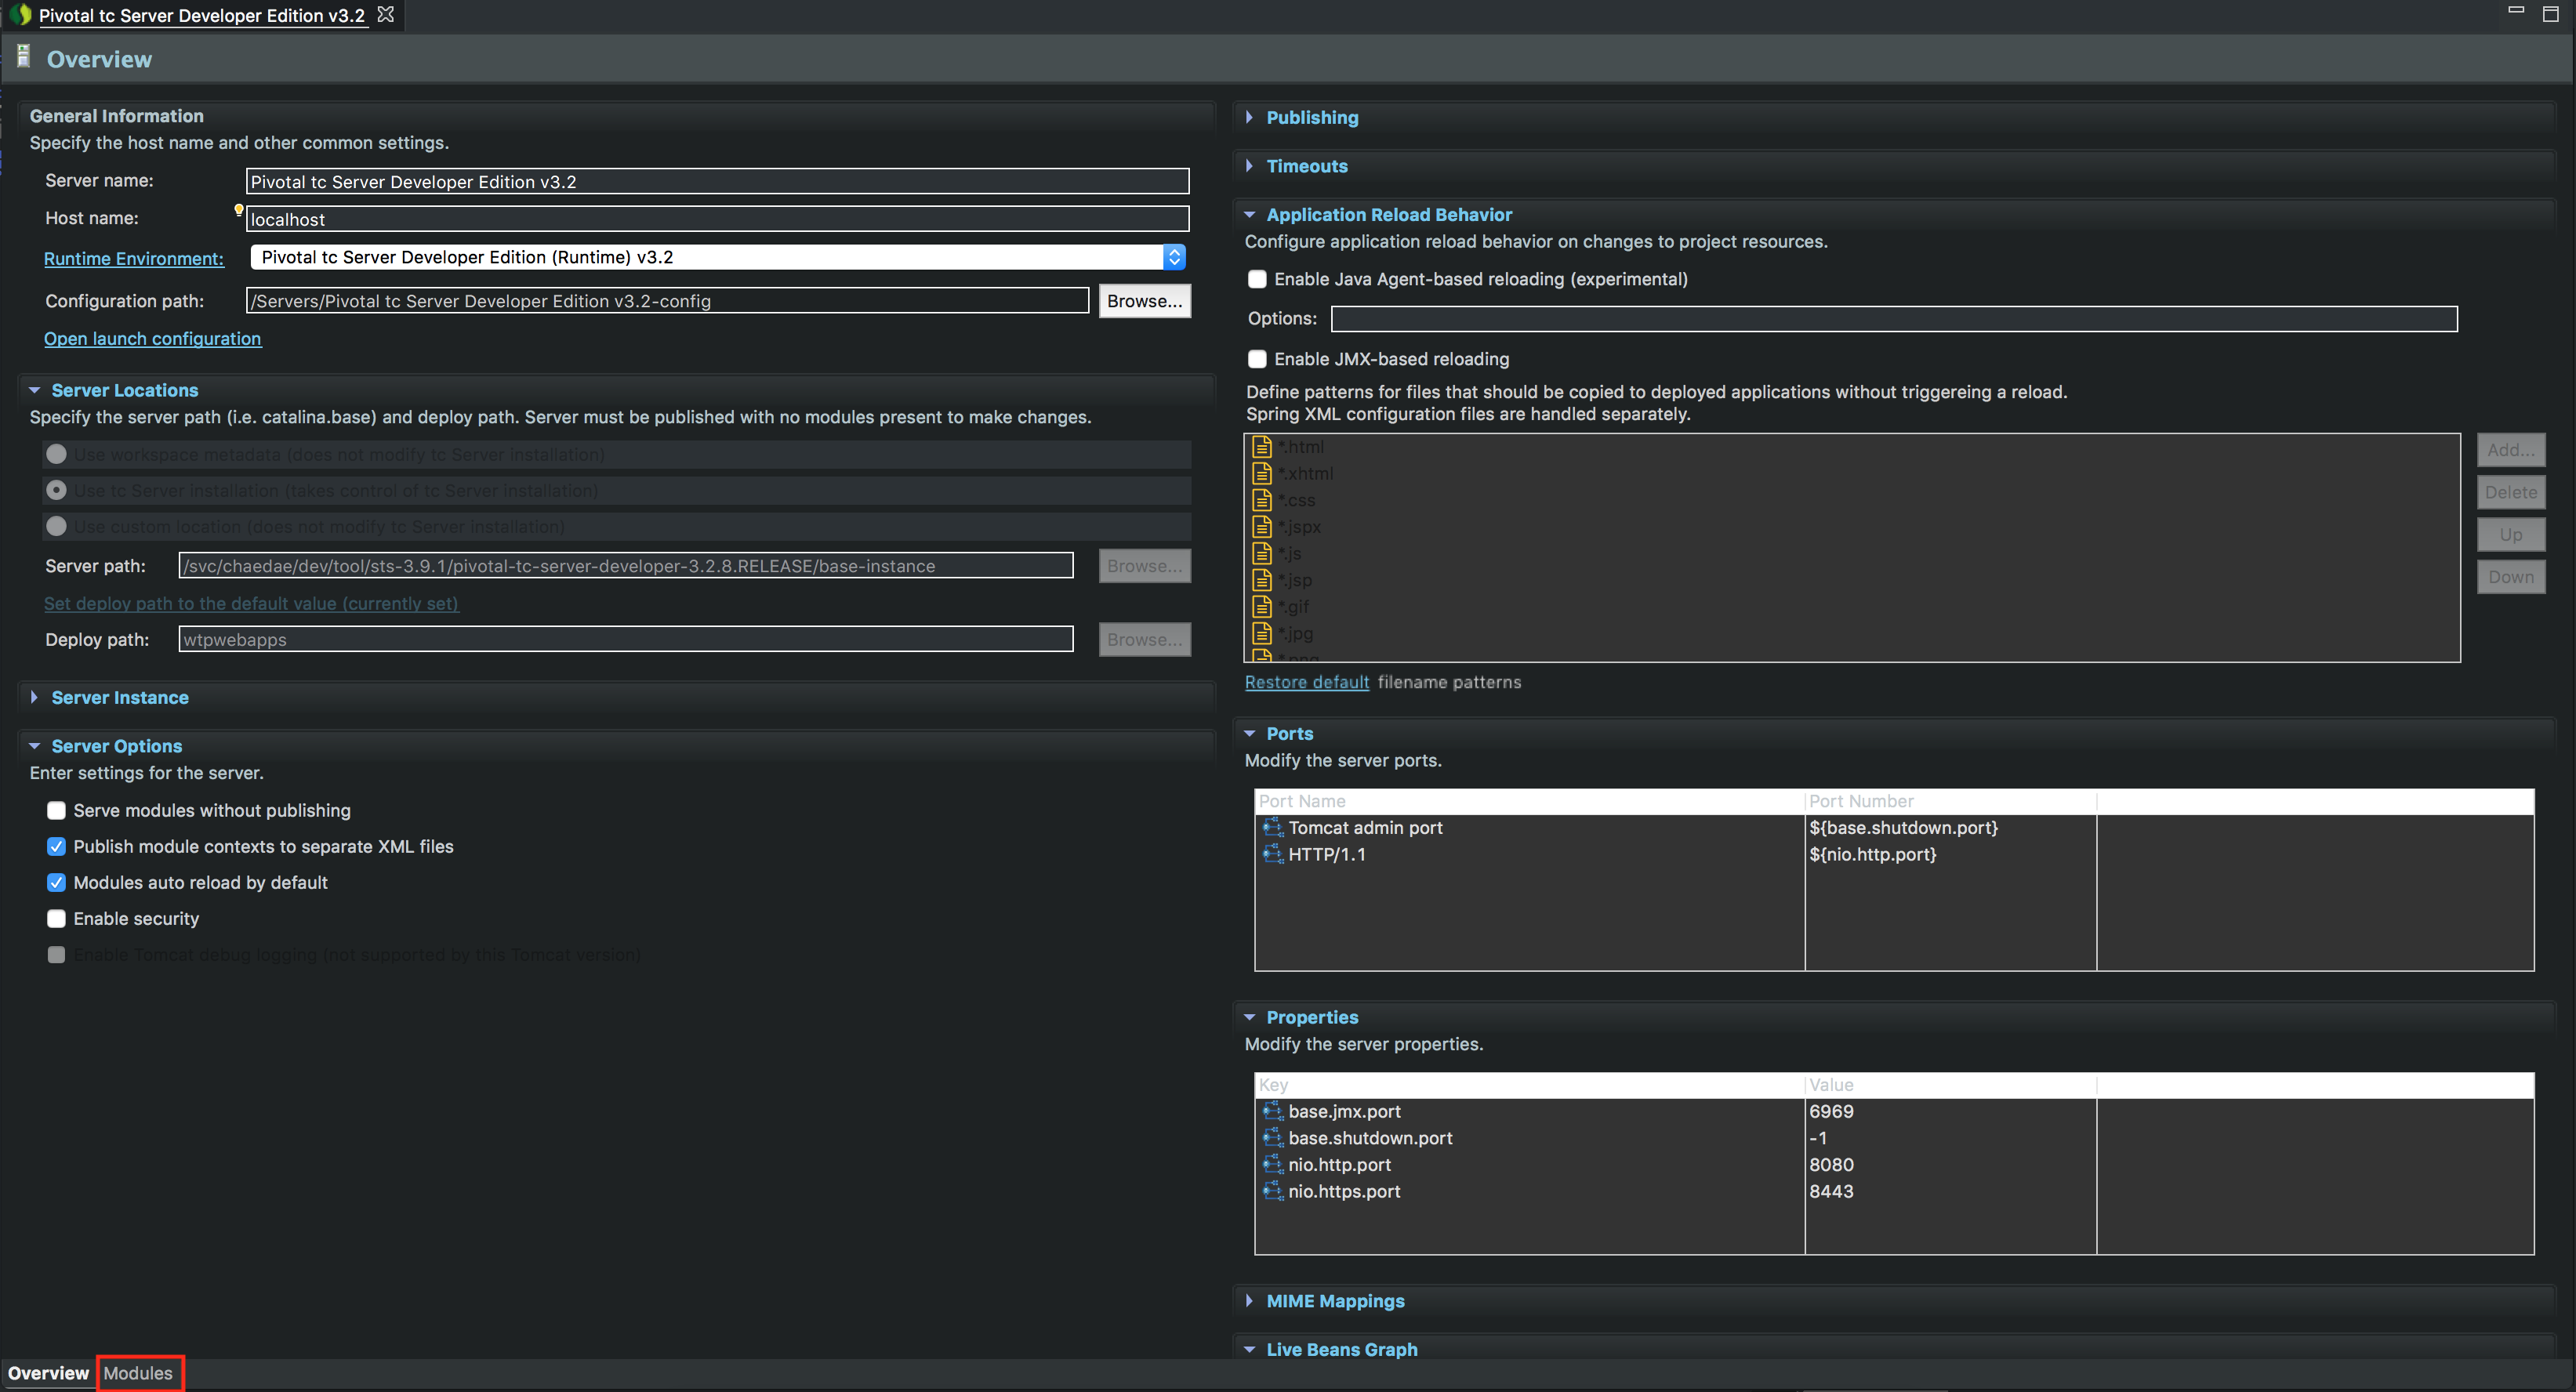 Pivotal tc Server Developer Edition v3.2
Overview
General Information
Specify the host name and other common settings.
Server name:
Pivotal tc Server Developer Edition v3.2
Host name:
localhost
Runtime Environment:
Pivotal tc Server Developer Edition (Runtime) v3.2
Configuration path:
/Servers/Pivotal tc Server Developer Edition v3.2-config
Browse...
Open launch configuration
Server Locations
Specify the server path (i.e. catalina.base) and deploy path. Server must be published with no modules present to make changes.
Use workspace metadata (does not modify tc Server installation)
Use tc Server installation (takes control of tc Server installation)
Use custom location (does not modify tc Server installation)
Server path:
/svc/chaedae/dev/tool/sts-3.9.1/pivotal-tc-server-developer-3.2.8.RELEASE/base-instance
Browse...
Set deploy path to the default value (currently set)
Deploy path:
wtpwebapps
Browse...
Server Instance
Server Options
Enter settings for the server.
Serve modules without publishing
Publish module contexts to separate XML files
Modules auto reload by default
Enable security
Enable Tomcat debug logging (not supported by this Tomcat version)
Publishing
Timeouts
Application Reload Behavior
Configure application reload behavior on changes to project resources.
Enable Java Agent-based reloading (experimental)
Options:
Enable JMX-based reloading
Define patterns for files that should be copied to deployed applications without triggereing a reload.
Spring XML configuration files are handled separately.
*.html
*.xhtml
*.css
*.jspx
*.js
*.jsp
*.gif
*.jpg
*.png
Add...
Delete
Up
Down
Restore default filename patterns
Ports
Modify the server ports.
Port Name Port Number
Tomcat admin port ${base.shutdown.port}
HTTP/1.1 ${nio.http.port}
Properties
Modify the server properties.
Key Value
base.jmx.port 6969
base.shutdown.port -1
nio.http.port 8080
nio.https.port 8443
MIME Mappings
Live Beans Graph
Overview Modules